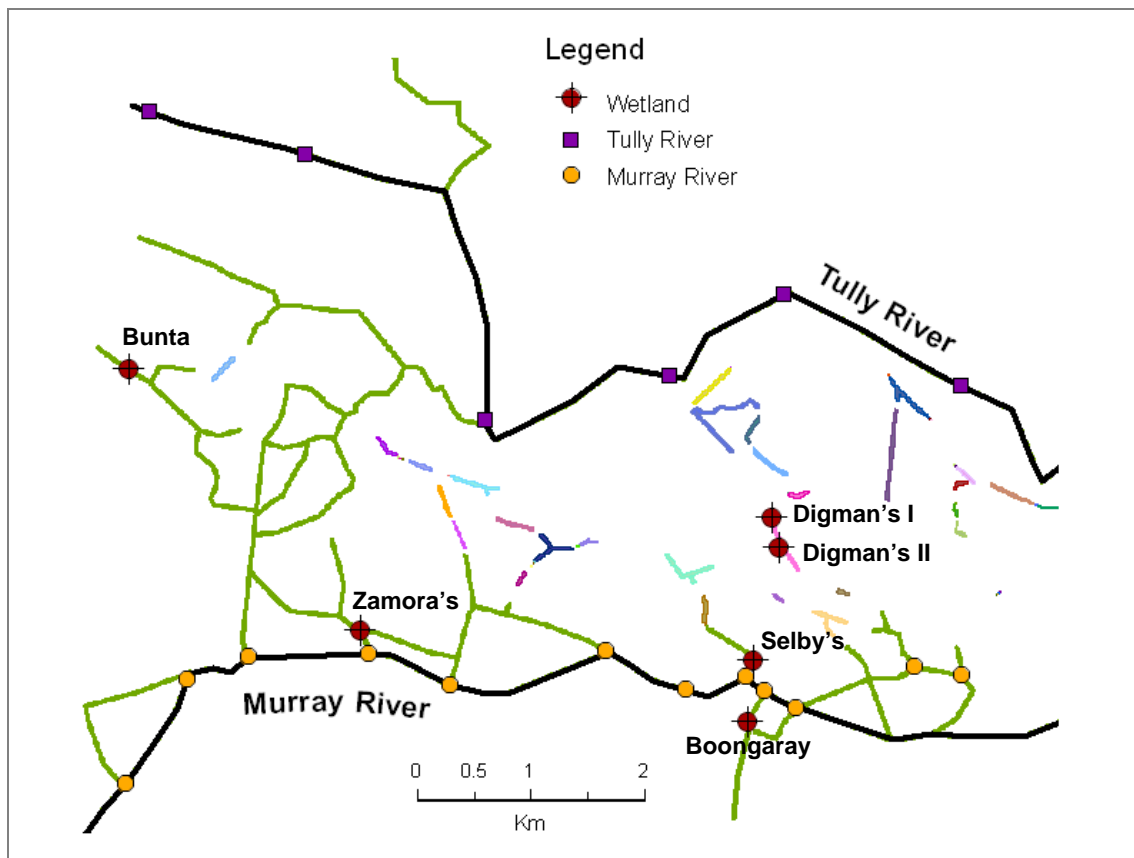 Legend
Wetland
Tully River
Murray River
Tully River
Bunta
Digman's I
Digman's II
Zamora's
Selby's
Murray River
Boongaray
0 0.5 1 2
Km